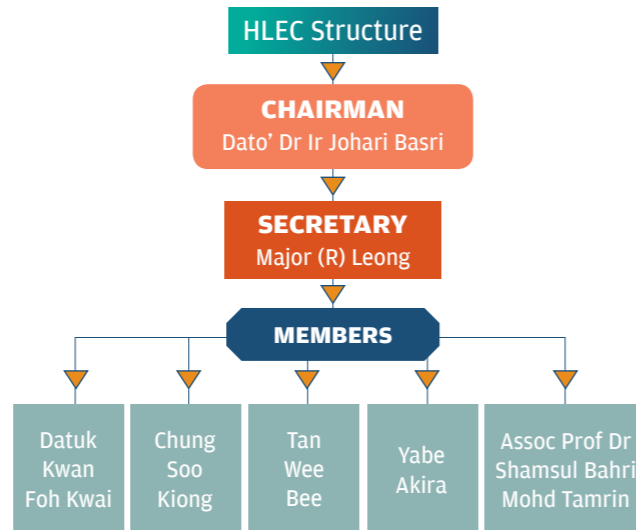 HLEC Structure
CHAIRMAN
Dato’ Dr Ir Johari Basri
SECRETARY
Major (R) Leong
MEMBERS
Datuk
Kwan
Foh Kwai
Chung
Soo
Kiong
Tan
Wee
Bee
Yabe
Akira
Assoc Prof Dr
Shamsul Bahri
Mohd Tamrin